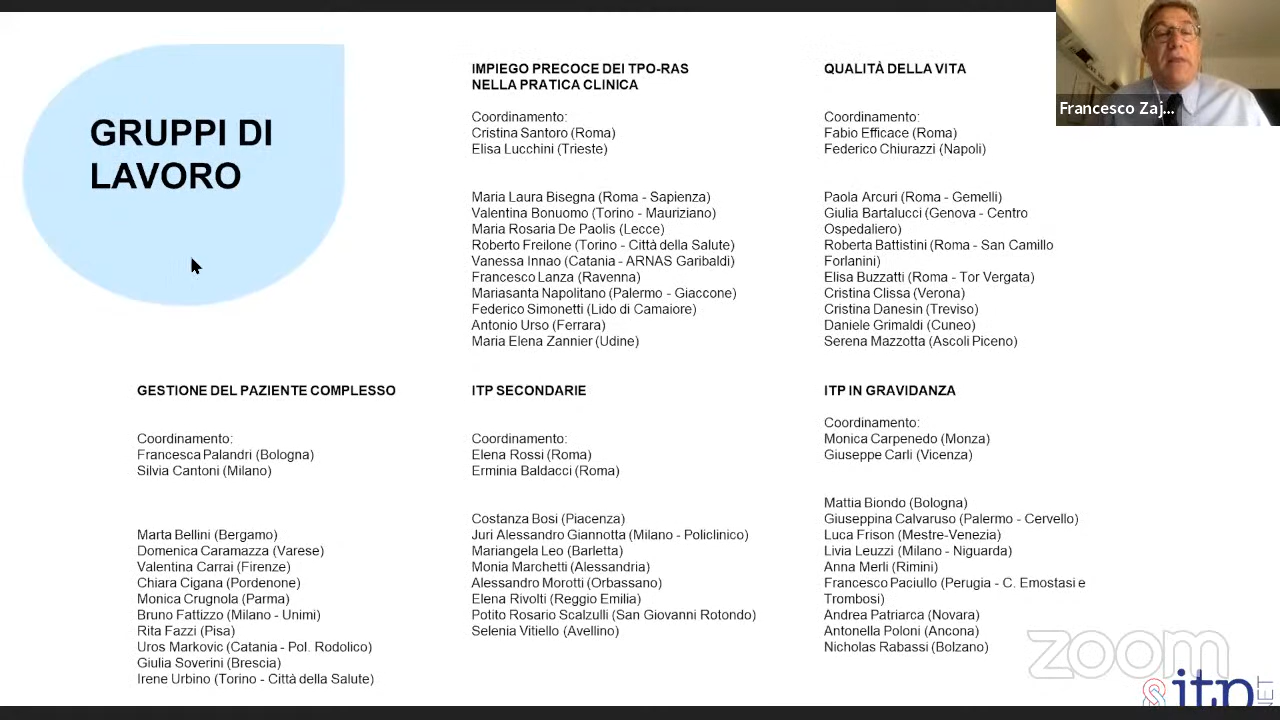 GRUPPI DI
LAVORO
IMPIEGO PRECOCE DEI TPO-RAS
NELLA PRATICA CLINICA
Coordinamento:
Cristina Santoro (Roma)
Elisa Lucchini (Trieste)
Maria Laura Bisegna (Roma - Sapienza)
Valentina Bonuomo (Torino - Mauriziano)
Maria Rosaria De Paolis (Lecce)
Roberto Freilone (Torino - Città della Salute)
Vanessa Innao (Catania - ARNAS Garibaldi)
Francesco Lanza (Ravenna)
Mariasanta Napolitano (Palermo - Giaccone)
Federico Simonetti (Lido di Camaiore)
Antonio Urso (Ferrara)
Maria Elena Zannier (Udine)
QUALITÀ DELLA VITA
Coordinamento:
Fabio Efficace (Roma)
Federico Chiurazzi (Napoli)
Paola Arcuri (Roma - Gemelli)
Giulia Bartalucci (Genova - Centro
Ospedaliero)
Roberta Battistini (Roma - San Camillo
Forlanini)
Elisa Buzzatti (Roma - Tor Vergata)
Cristina Clissa (Verona)
Cristina Danesin (Treviso)
Daniele Grimaldi (Cuneo)
Serena Mazzotta (Ascoli Piceno)
Francesco Zaj...
GESTIONE DEL PAZIENTE COMPLESSO
Coordinamento:
Francesca Palandri (Bologna)
Silvia Cantoni (Milano)
Marta Bellini (Bergamo)
Domenica Caramazza (Varese)
Valentina Carrai (Firenze)
Chiara Cigana (Pordenone)
Monica Crugnola (Parma)
Bruno Fattizzo (Milano - Unimi)
Rita Fazzi (Pisa)
Uros Markovic (Catania - Pol. Rodolico)
Giulia Soverini (Brescia)
Irene Urbino (Torino - Città della Salute)
ITP SECONDARIE
Coordinamento:
Elena Rossi (Roma)
Erminia Baldacci (Roma)
Costanza Bosi (Piacenza)
Juri Alessandro Giannotta (Milano - Policlinico)
Mariangela Leo (Barletta)
Monia Marchetti (Alessandria)
Alessandro Morotti (Orbassano)
Elena Rivolti (Reggio Emilia)
Potito Rosario Scalzulli (San Giovanni Rotondo)
Selenia Vitiello (Avellino)
ITP IN GRAVIDANZA
Coordinamento:
Monica Carpenedo (Monza)
Giuseppe Carli (Vicenza)
Mattia Biondo (Bologna)
Giuseppina Calvaruso (Palermo - Cervello)
Luca Frison (Mestre-Venezia)
Livia Leuzzi (Milano - Niguarda)
Anna Merli (Rimini)
Francesco Paciullo (Perugia - C. Emostasi e
Trombosi)
Andrea Patriarca (Novara)
Antonella Poloni (Ancona)
Nicholas Rabassi (Bolzano)
zoom
itp
NET